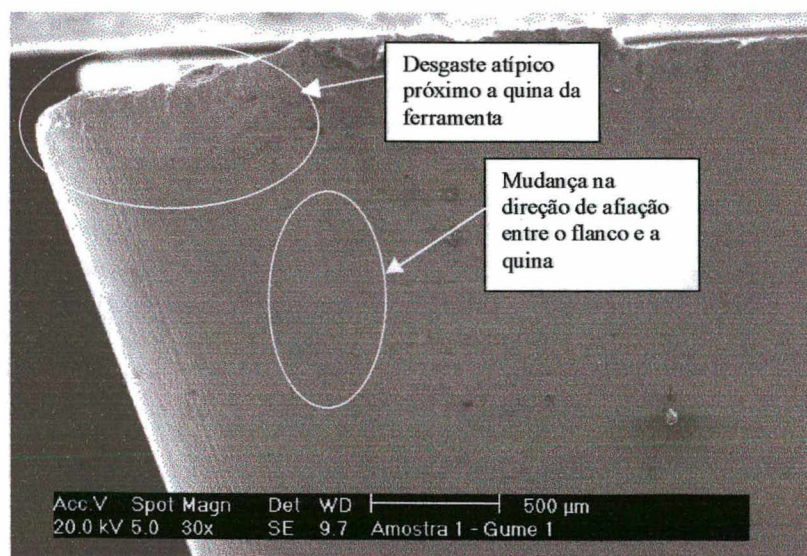 Desgaste atípico
próximo a quina da
ferramenta
Mudança na
direção de afiação
entre o flanco e a
quina
Acc.V Spot Magn Det WD 500 µm
20.0 kV 5.0 30x SE 9.7 Amostra 1 - Gume 1